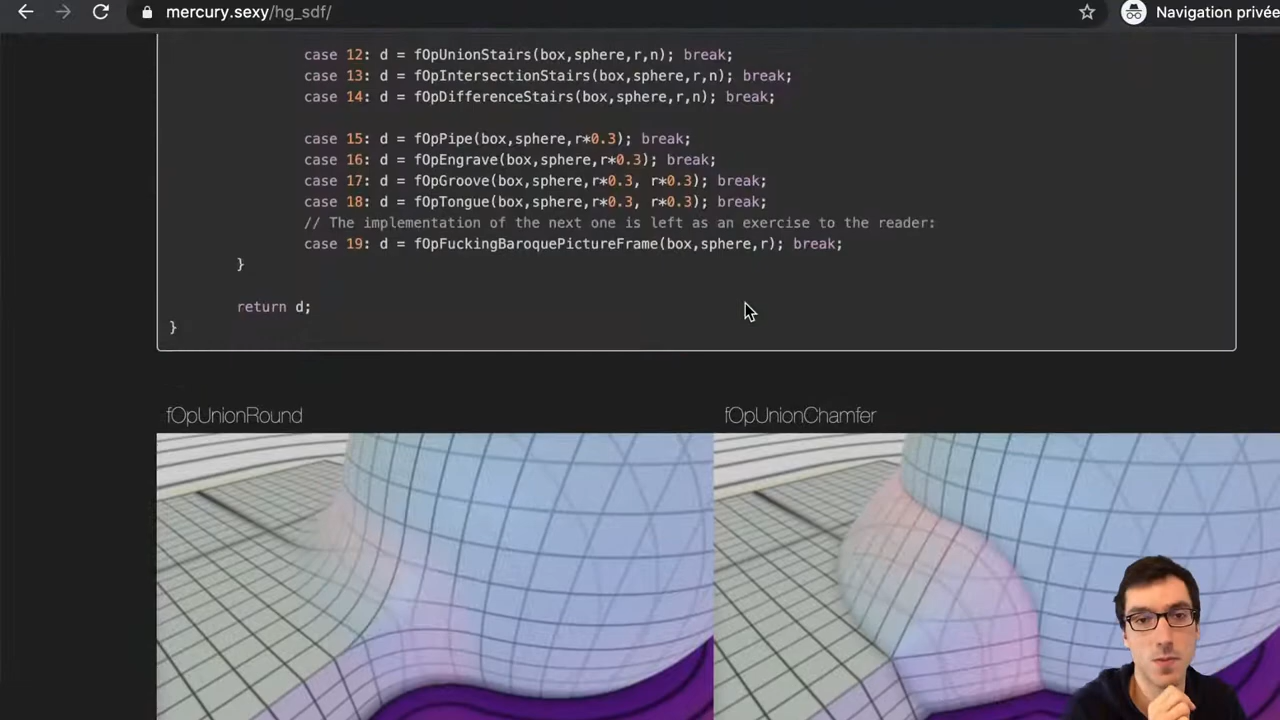 mercury.sexy/hg_sdf/
Navigation privée
case 12: d = fOpUnionStairs(box,sphere,r,n); break;
case 13: d = fOpIntersectionStairs(box,sphere,r,n); break;
case 14: d = fOpDifferenceStairs(box,sphere,r,n); break;
case 15: d = fOpPipe(box,sphere,r*0.3); break;
case 16: d = fOpEngrave(box,sphere,r*0.3); break;
case 17: d = fOpGroove(box,sphere,r*0.3, r*0.3); break;
case 18: d = fOpTongue(box,sphere,r*0.3, r*0.3); break;
// The implementation of the next one is left as an exercise to the reader:
case 19: d = fOpFuckingBaroquePictureFrame(box,sphere,r); break;
}
return d;
}
fOpUnionRound
fOpUnionChamfer